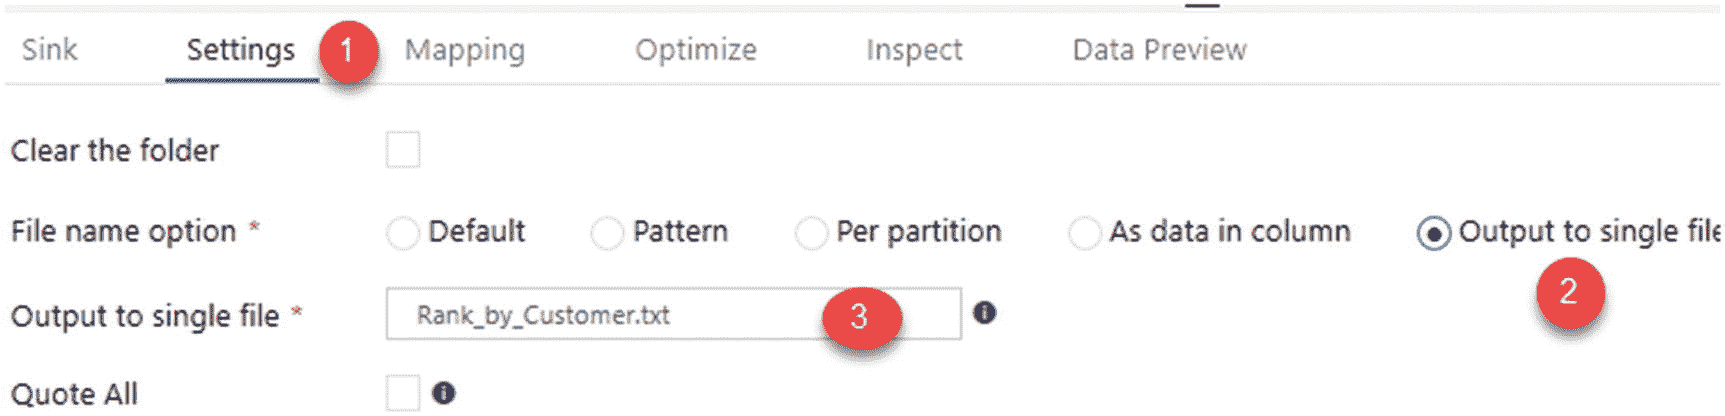 Sink Settings 1 Mapping Optimize Inspect Data Preview
Clear the folder
File name option * Default Pattern Per partition As data in column Output to single file
2
Output to single file * Rank_by_Customer.txt 3 i
Quote All i